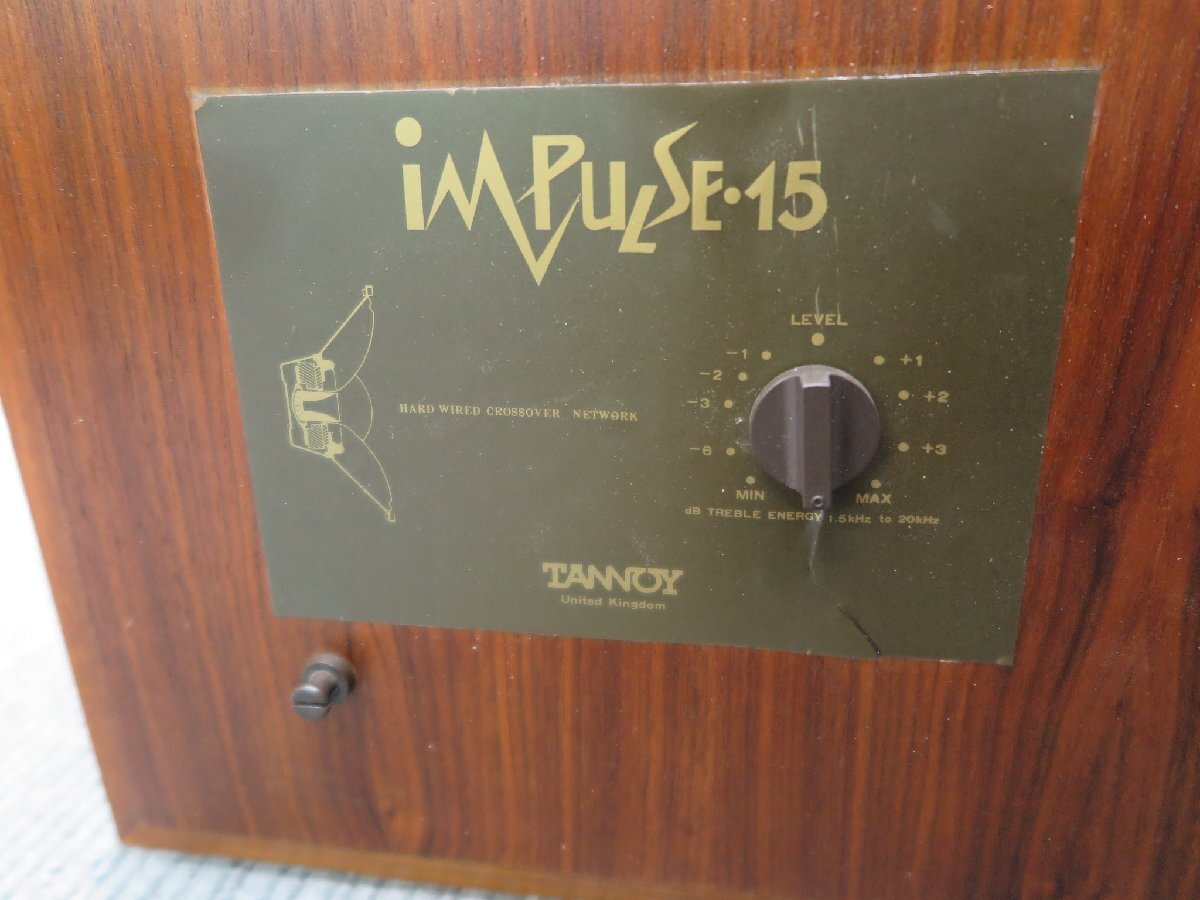 iMPULSE·15
LEVEL
-1 +1
-2 +2
-3
-6 +3
HARD WIRED CROSSOVER NETWORK
MIN MAX
dB TREBLE ENERGY 1.5kHz to 20kHz
TANNOY
United Kingdom